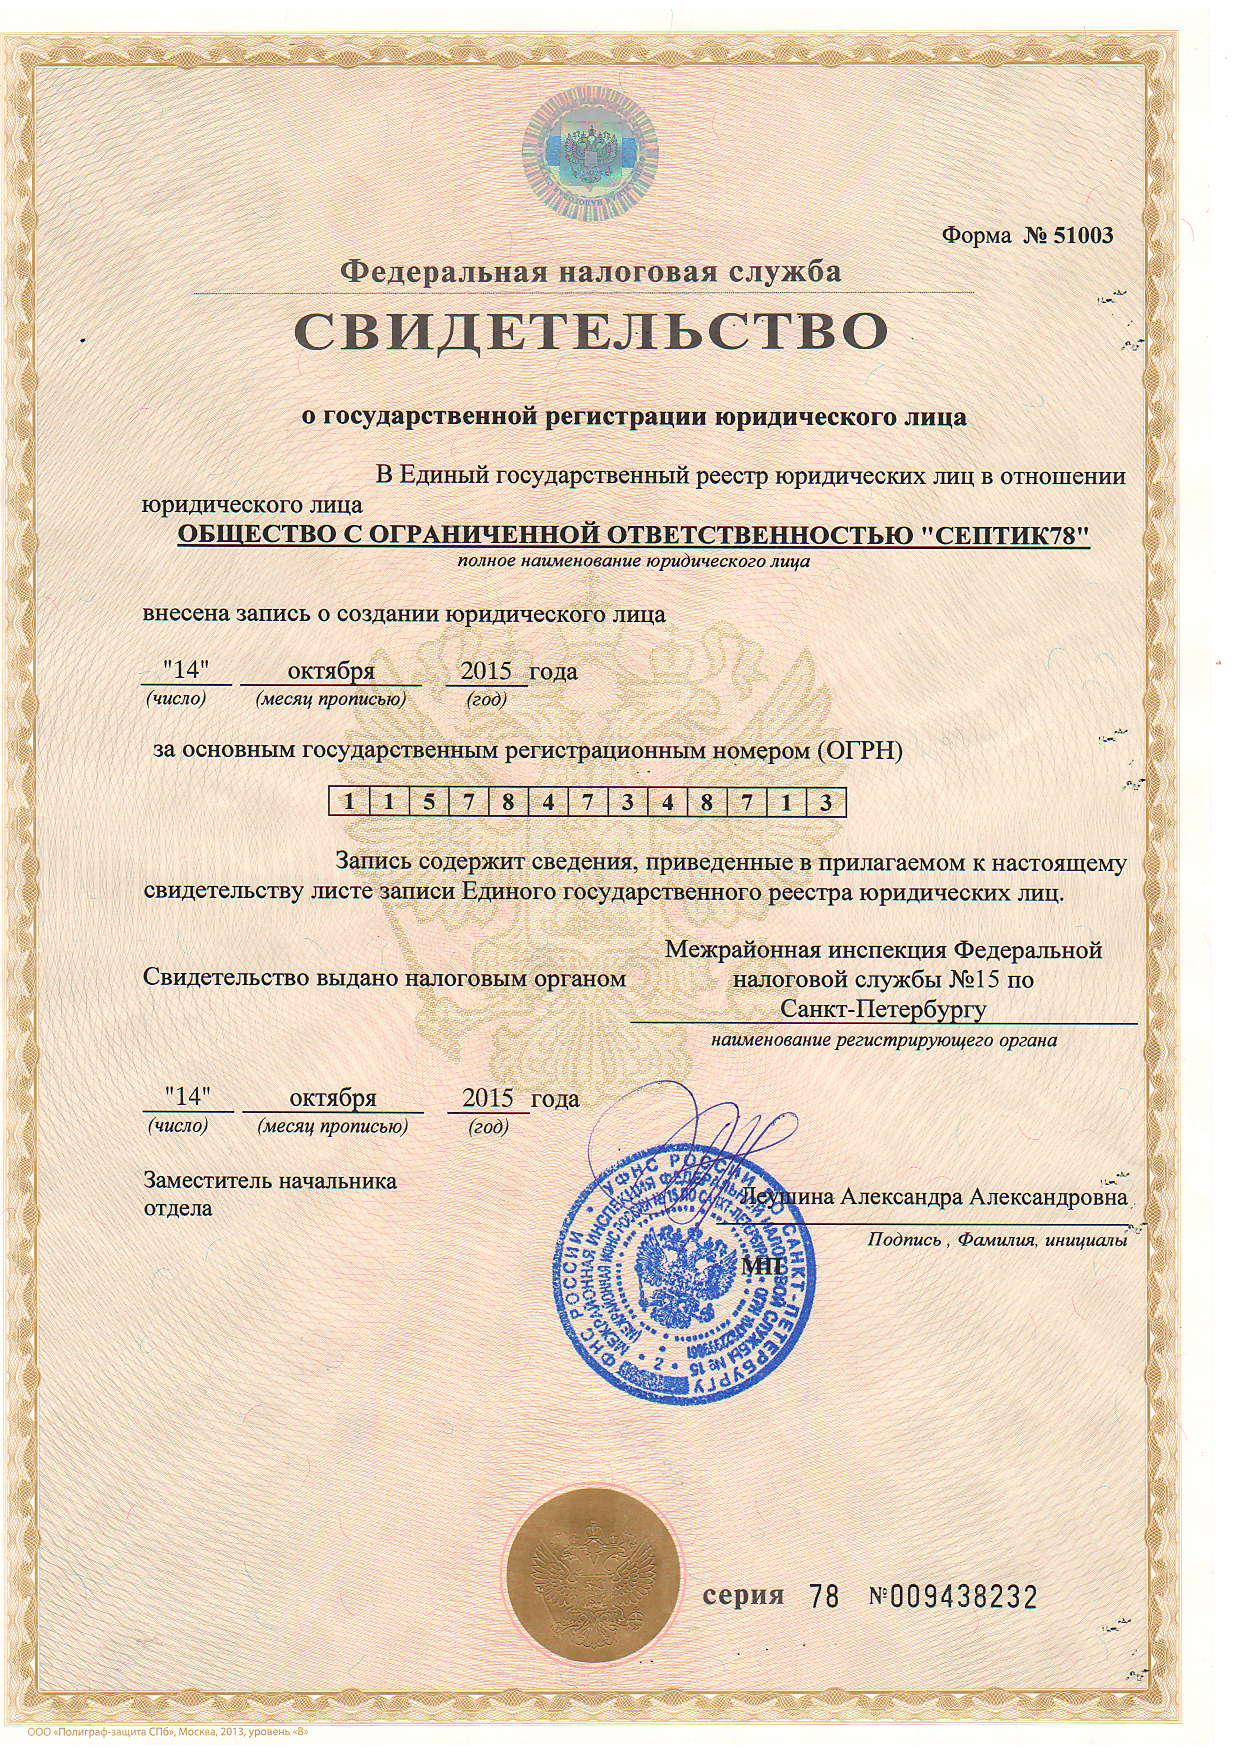 Форма № 51003
Федеральная налоговая служба
СВИДЕТЕЛЬСТВО
о государственной регистрации юридического лица
В Единый государственный реестр юридических лиц в отношении
юридического лица
ОБЩЕСТВО С ОГРАНИЧЕННОЙ ОТВЕТСТВЕННОСТЬЮ "СЕПТИК78"
полное наименование юридического лица
внесена запись о создании юридического лица
"14" октября 2015 года
(число) (месяц прописью) (год)
за основным государственным регистрационным номером (ОГРН)
1 1 5 7 8 4 7 3 4 8 7 1 3
Запись содержит сведения, приведенные в прилагаемом к настоящему
свидетельству листе записи Единого государственного реестра юридических лиц.
Свидетельство выдано налоговым органом
Межрайонная инспекция Федеральной
налоговой службы №15 по
Санкт-Петербургу
наименование регистрирующего органа
"14" октября 2015 года
(число) (месяц прописью) (год)
Заместитель начальника
отдела
Леушина Александра Александровна
Подпись , Фамилия, инициалы
МП
ФНС РОССИИ • УФНС РОССИИ ПО САНКТ-ПЕТЕРБУРГУ
МЕЖРАЙОННАЯ ИНСПЕКЦИЯ ФЕДЕРАЛЬНОЙ НАЛОГОВОЙ СЛУЖБЫ № 15
серия 78 №009438232
ООО «Полиграф-защита СПб», Москва, 2013, уровень «В»